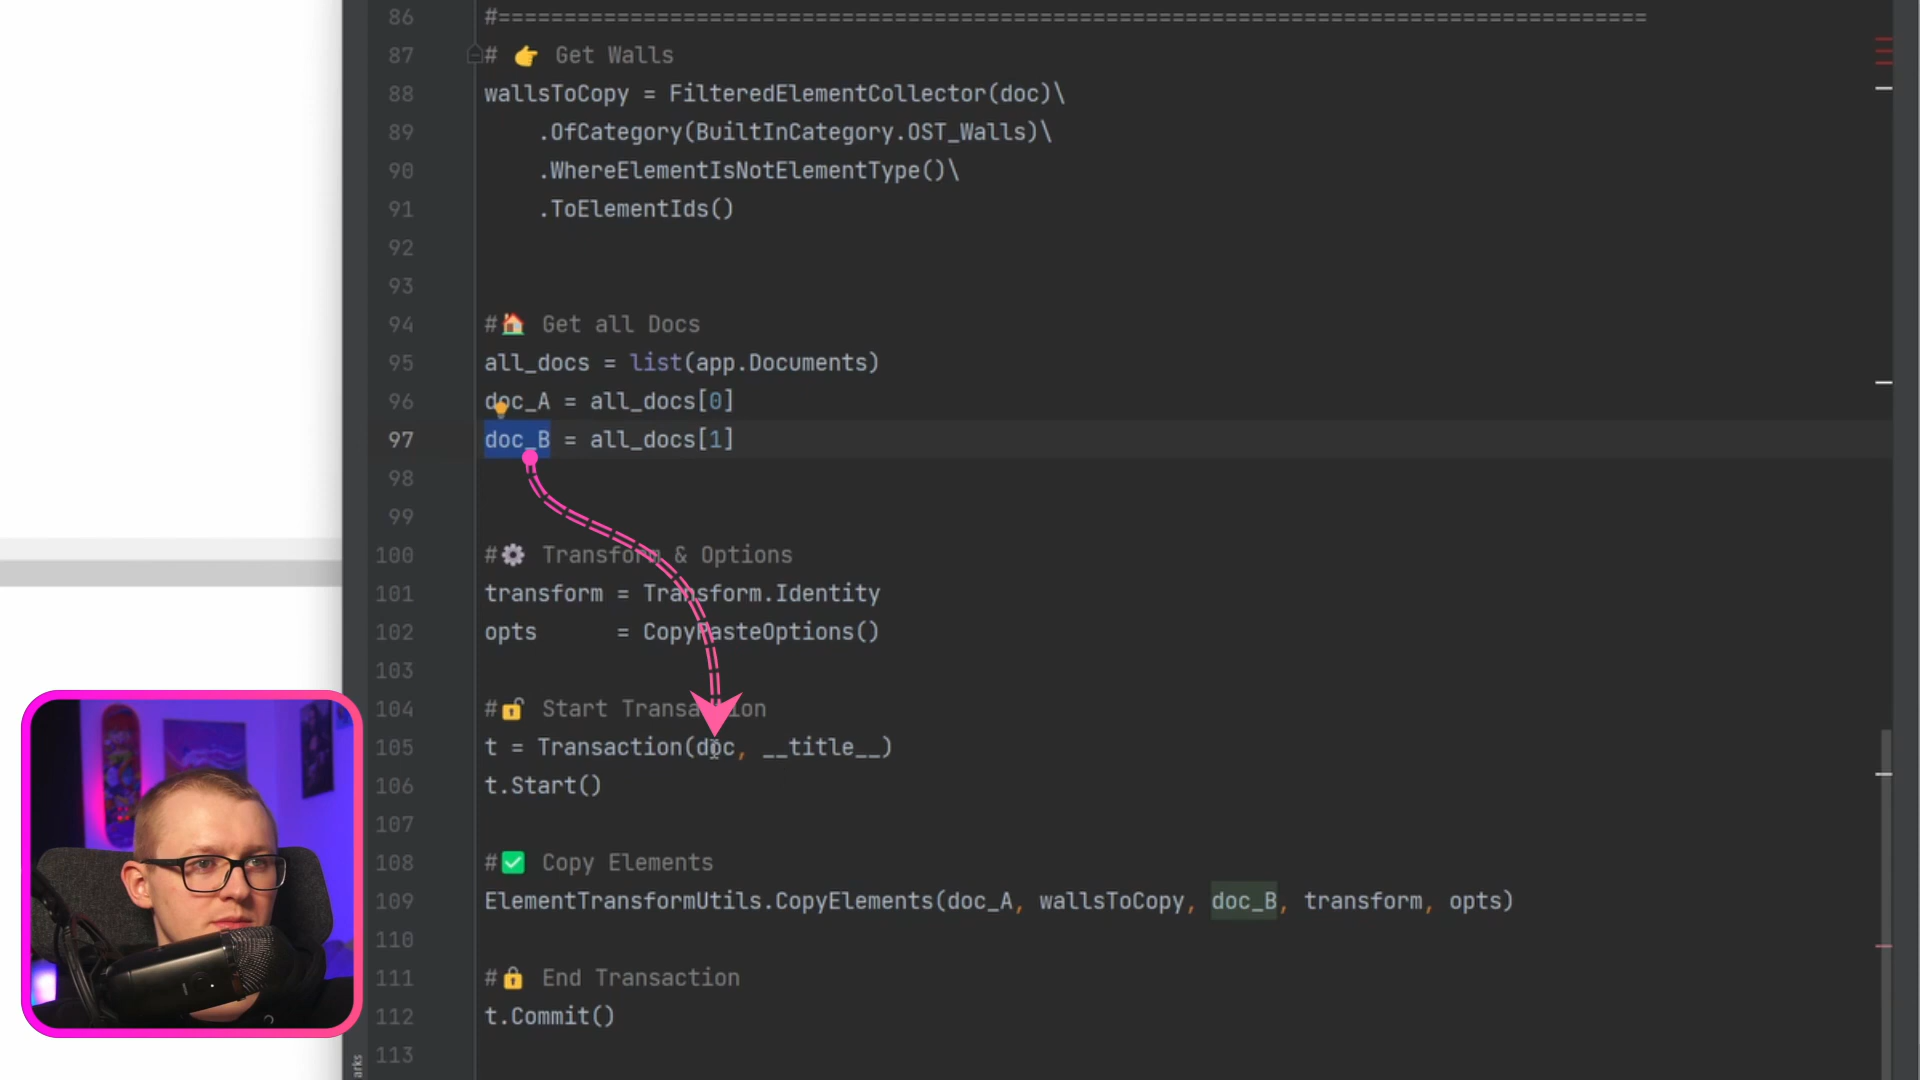 86 #=======================================================================================
87 # 👉 Get Walls
88 wallsToCopy = FilteredElementCollector(doc)\
89 .OfCategory(BuiltInCategory.OST_Walls)\
90 .WhereElementIsNotElementType()\
91 .ToElementIds()
92
93
94 #🏠 Get all Docs
95 all_docs = list(app.Documents)
96 doc_A = all_docs[0]
97 doc_B = all_docs[1]
98
99
100 #⚙️ Transform & Options
101 transform = Transform.Identity
102 opts = CopyPasteOptions()
103
104 #🔓 Start Transaction
105 t = Transaction(doc, __title__)
106 t.Start()
107
108 #✅ Copy Elements
109 ElementTransformUtils.CopyElements(doc_A, wallsToCopy, doc_B, transform, opts)
110
111 #🔒 End Transaction
112 t.Commit()
113
arks